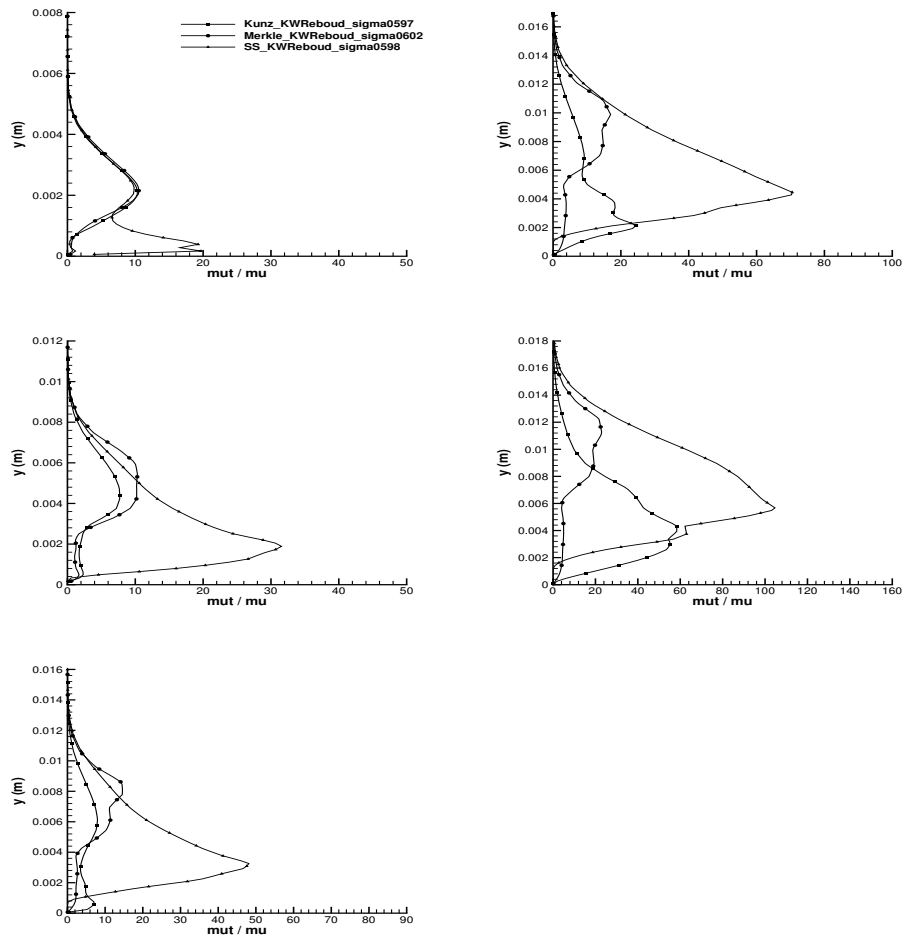 Kunz_KWReboud_sigma0597
Merkle_KWReboud_sigma0602
SS_KWReboud_sigma0598
y (m)
0.008
0.006
0.004
0.002
0
0 10 20 30 40 50
mut / mu
y (m)
0.016
0.014
0.012
0.01
0.008
0.006
0.004
0.002
0
0 20 40 60 80 100
mut / mu
y (m)
0.012
0.01
0.008
0.006
0.004
0.002
0
0 10 20 30 40 50
mut / mu
y (m)
0.018
0.016
0.014
0.012
0.01
0.008
0.006
0.004
0.002
0
0 20 40 60 80 100 120 140 160
mut / mu
y (m)
0.016
0.014
0.012
0.01
0.008
0.006
0.004
0.002
0
0 10 20 30 40 50 60 70 80 90
mut / mu